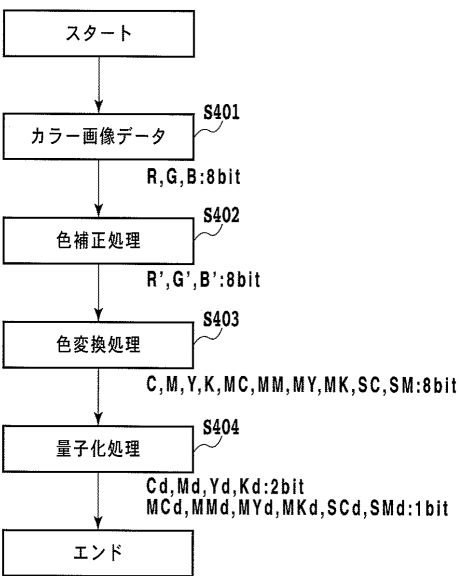 スタート
S401
カラー画像データ
R,G,B:8bit
S402
色補正処理
R',G',B':8bit
S403
色変換処理
C,M,Y,K,MC,MM,MY,MK,SC,SM:8bit
S404
量子化処理
Cd,Md,Yd,Kd:2bit
MCd,MMd,MYd,MKd,SCd,SMd:1bit
エンド